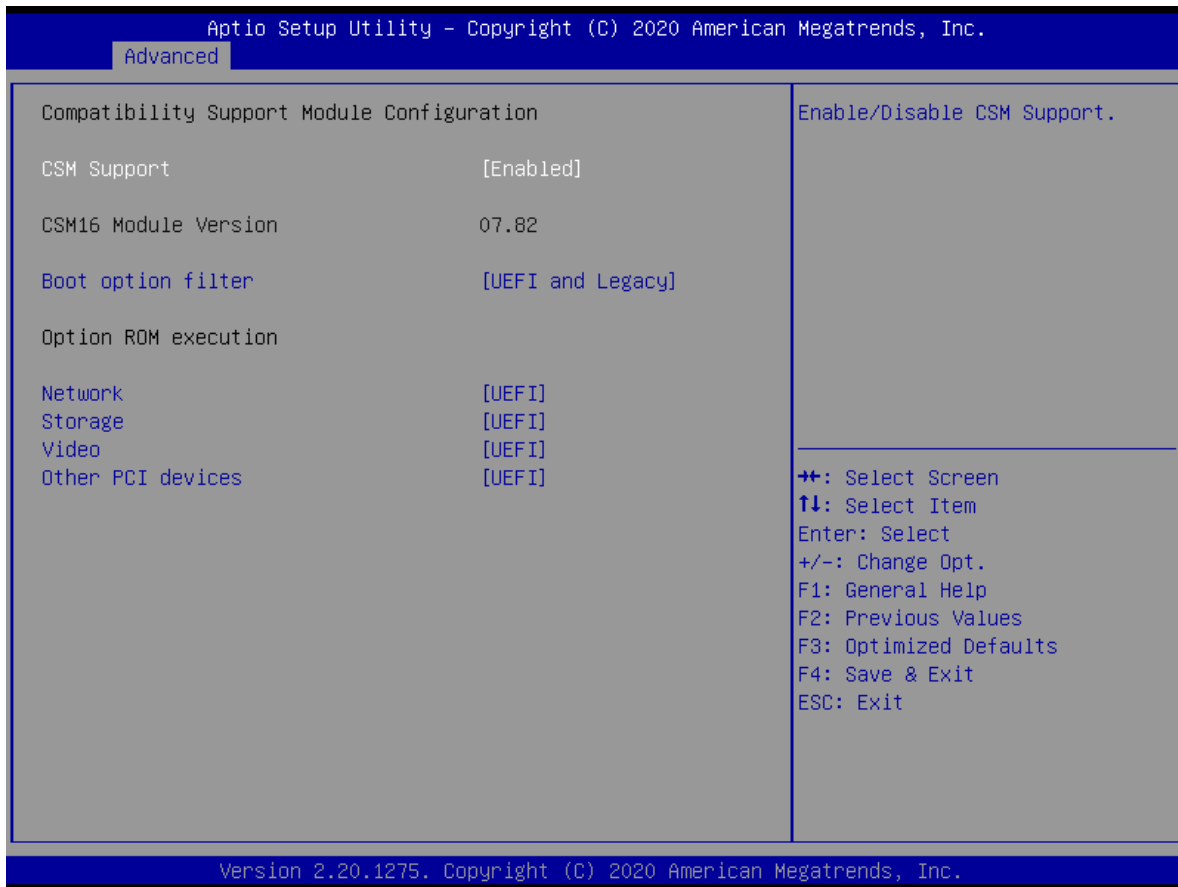 Aptio Setup Utility – Copyright (C) 2020 American Megatrends, Inc.
Advanced
Compatibility Support Module Configuration
CSM Support [Enabled]
CSM16 Module Version 07.82
Boot option filter [UEFI and Legacy]
Option ROM execution
Network [UEFI]
Storage [UEFI]
Video [UEFI]
Other PCI devices [UEFI]
Enable/Disable CSM Support.
→←: Select Screen
↑↓: Select Item
Enter: Select
+/-: Change Opt.
F1: General Help
F2: Previous Values
F3: Optimized Defaults
F4: Save & Exit
ESC: Exit
Version 2.20.1275. Copyright (C) 2020 American Megatrends, Inc.